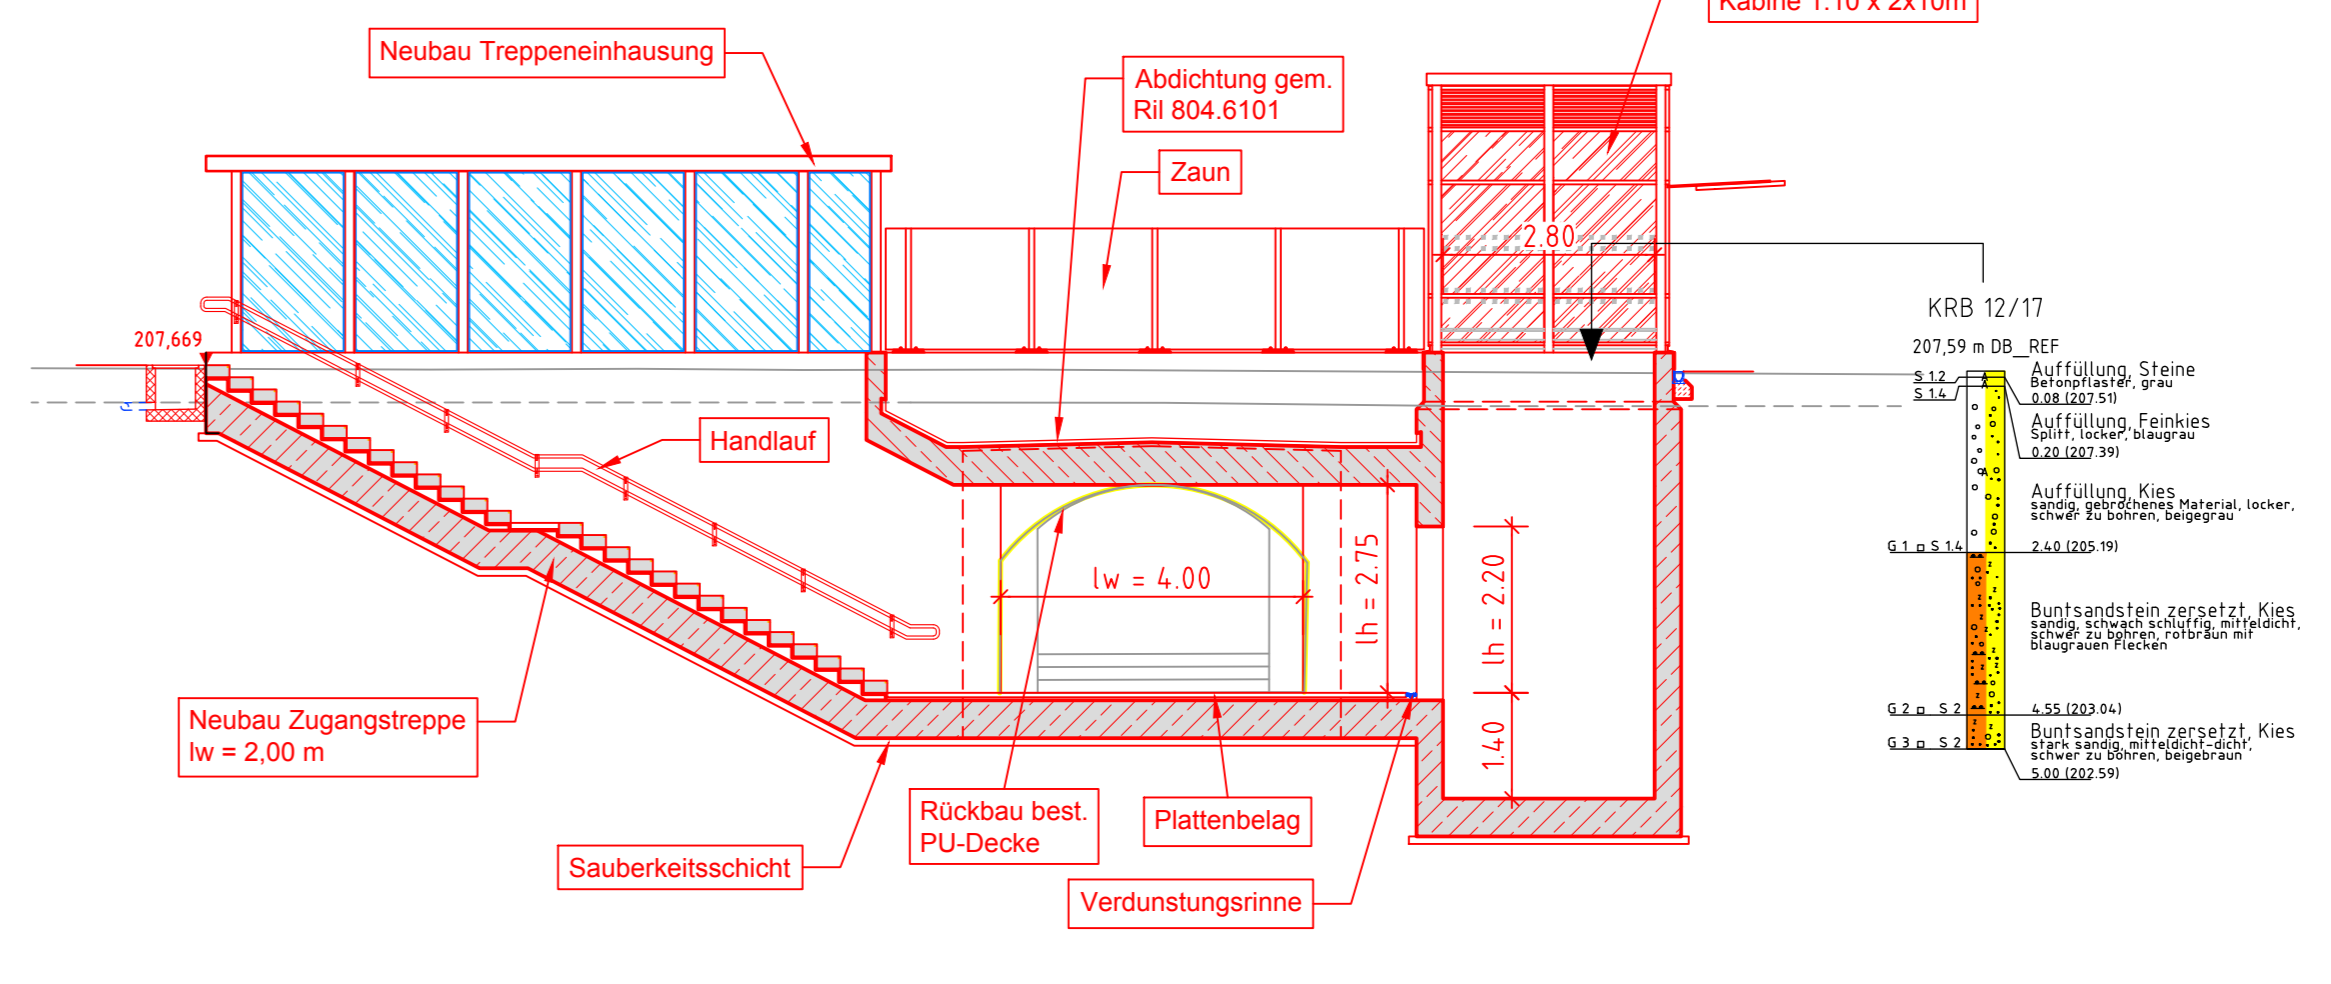 Kabine 1.10 x 2x10m
Neubau Treppeneinhausung
Abdichtung gem.
Ril 804.6101
Zaun
2.80
KRB 12/17
207,59 m DB_REF
207,669
S 1.2
S 1.4
Auffüllung, Steine
Betonpflaster, grau
0.08 (207.51)
A
A
Auffüllung, Feinkies
Splitt, locker, blaugrau
0.20 (207.39)
Handlauf
A
Auffüllung, Kies
sandig, gebrochenes Material, locker,
schwer zu bohren, beigegrau
G 1 S 1.4
2.40 (205.19)
lw = 4.00
lh = 2.75
lh = 2.20
1.40
Buntsandstein zersetzt, Kies
sandig, schwach schluffig, mitteldicht,
schwer zu bohren, rotbraun mit
blaugrauen Flecken
Neubau Zugangstreppe
lw = 2,00 m
G 2 S 2
4.55 (203.04)
Buntsandstein zersetzt, Kies
stark sandig, mitteldicht-dicht,
schwer zu bohren, beigebraun
G 3 S 2
5.00 (202.59)
Rückbau best.
PU-Decke
Plattenbelag
Sauberkeitsschicht
Verdunstungsrinne